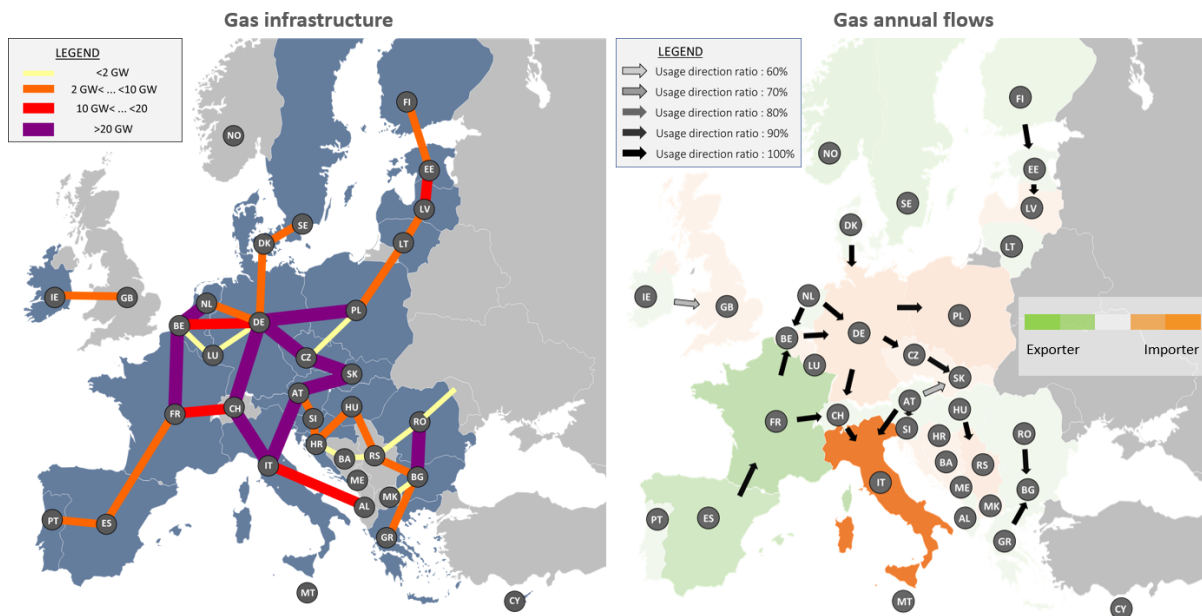 Gas infrastructure
LEGEND
<2 GW
2 GW< ... <10 GW
10 GW< ... <20
>20 GW
FI
NO
EE
SE
LV
DK
LT
IE
GB
NL
PL
BE
DE
LU
CZ
SK
AT
HU
FR
CH
SI
RO
HR
BA
RS
IT
ME
BG
MK
AL
PT
ES
GR
MT
CY
Gas annual flows
LEGEND
Usage direction ratio : 60%
Usage direction ratio : 70%
Usage direction ratio : 80%
Usage direction ratio : 90%
Usage direction ratio : 100%
FI
NO
EE
SE
LV
DK
LT
IE
GB
NL
PL
BE
DE
LU
CZ
SK
AT
HU
FR
CH
SI
RO
HR
BA
RS
IT
ME
BG
MK
AL
PT
ES
GR
MT
CY
Exporter
Importer